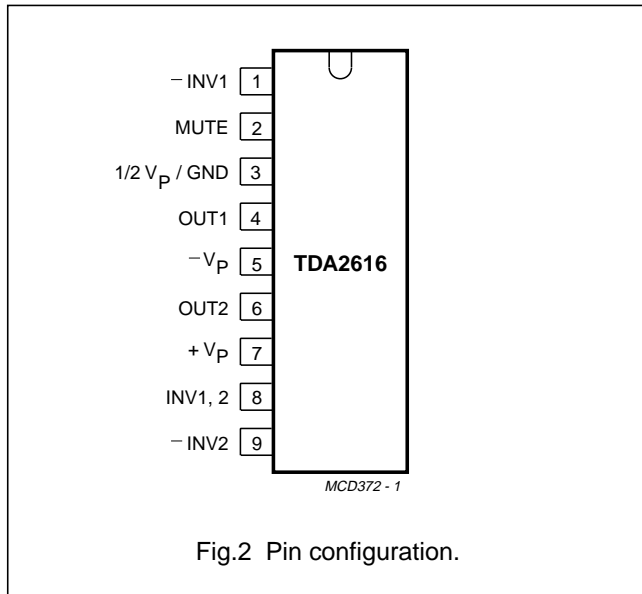 −INV1 1
MUTE 2
1/2 VP / GND 3
OUT1 4
−VP 5
OUT2 6
+ VP 7
INV1, 2 8
−INV2 9
TDA2616
MCD372 - 1
Fig.2 Pin configuration.